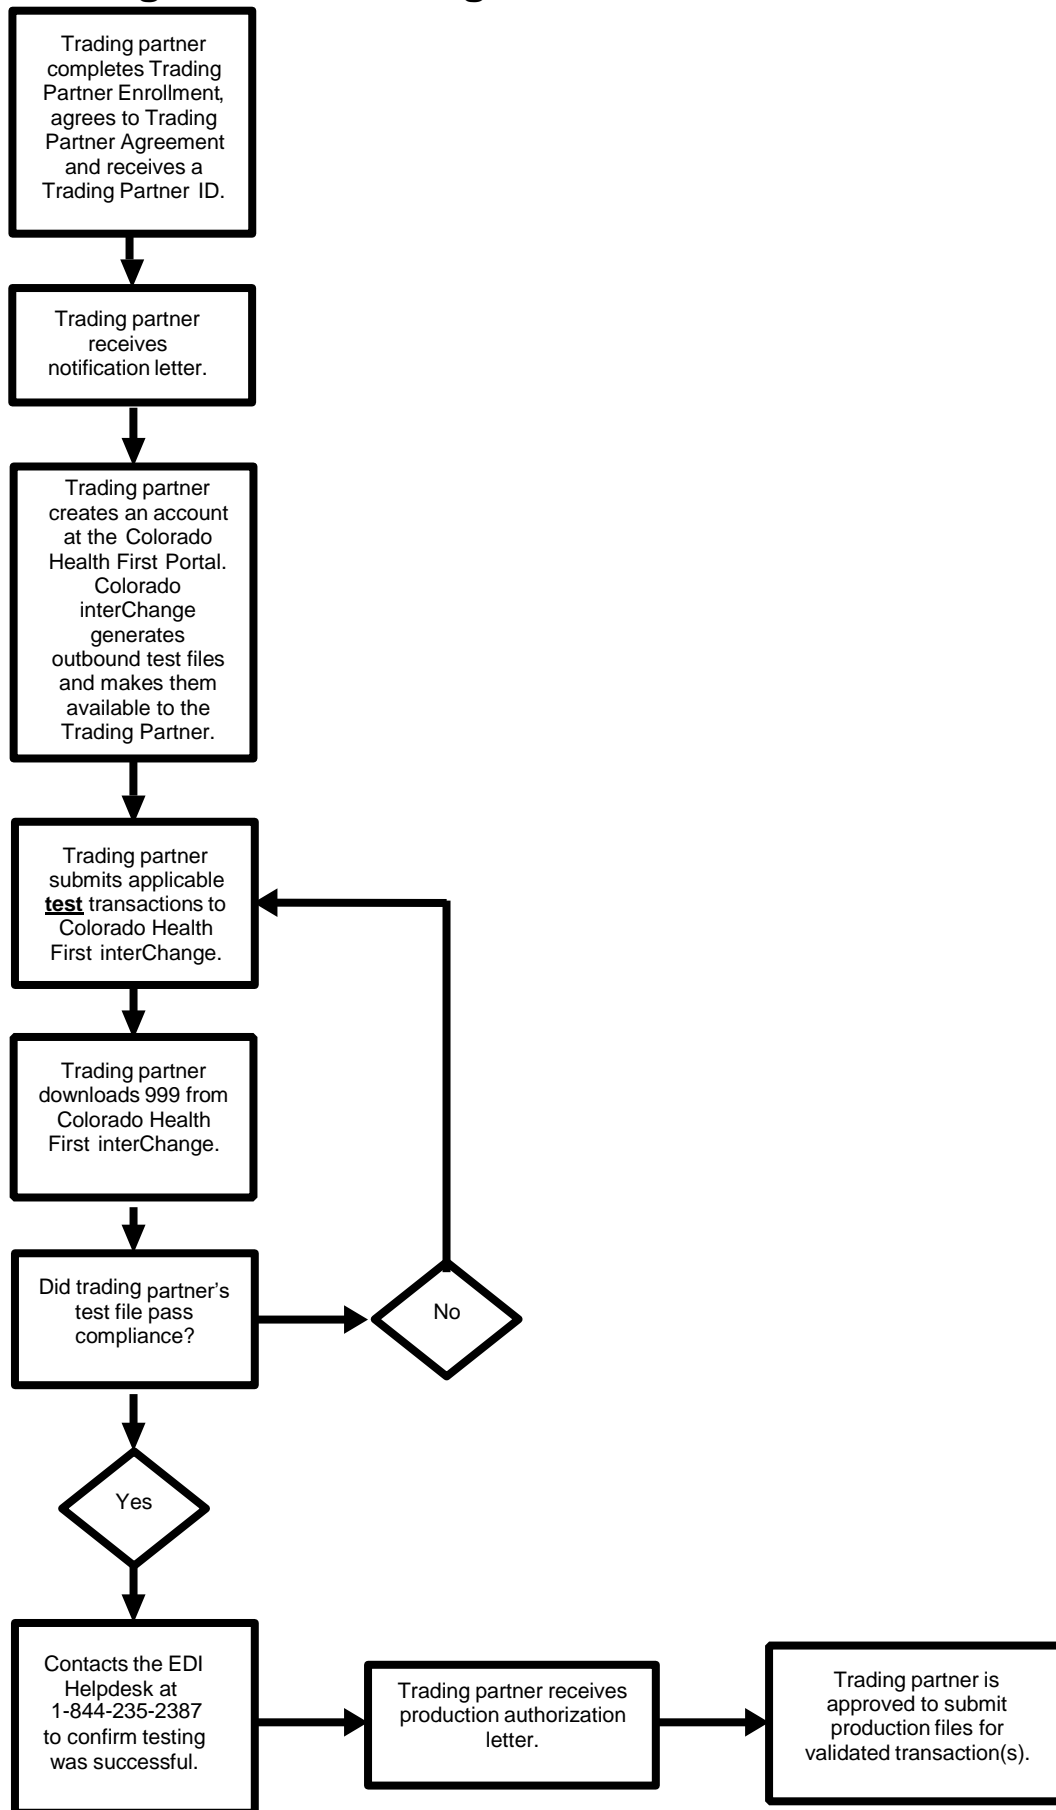 Trading partner
completes Trading
Partner Enrollment,
agrees to Trading
Partner Agreement
and receives a
Trading Partner ID.
Trading partner
receives
notification letter.
Trading partner
creates an account
at the Colorado
Health First Portal.
Colorado
interChange
generates
outbound test files
and makes them
available to the
Trading Partner.
Trading partner
submits applicable
test transactions to
Colorado Health
First interChange.
Trading partner
downloads 999 from
Colorado Health
First interChange.
Did trading partner’s
test file pass
compliance?
No
Yes
Contacts the EDI
Helpdesk at
1-844-235-2387
to confirm testing
was successful.
Trading partner receives
production authorization
letter.
Trading partner is
approved to submit
production files for
validated transaction(s).